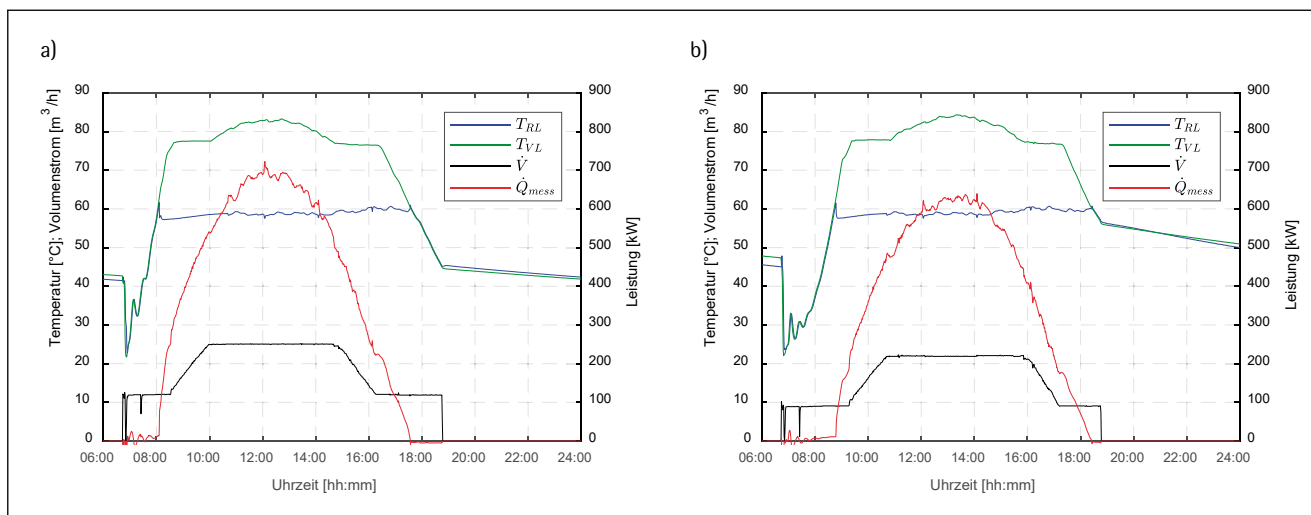 a)
90
80
70
60
50
40
30
20
10
0
900
800
700
600
500
400
300
200
100
0
Temperatur [°C]; Volumenstrom [m³/h]
Leistung [kW]
T_RL
T_VL
V̇
Q̇_mess
06:00 08:00 10:00 12:00 14:00 16:00 18:00 20:00 22:00 24:00
Uhrzeit [hh:mm]
b)
90
80
70
60
50
40
30
20
10
0
900
800
700
600
500
400
300
200
100
0
Temperatur [°C]; Volumenstrom [m³/h]
Leistung [kW]
T_RL
T_VL
V̇
Q̇_mess
06:00 08:00 10:00 12:00 14:00 16:00 18:00 20:00 22:00 24:00
Uhrzeit [hh:mm]